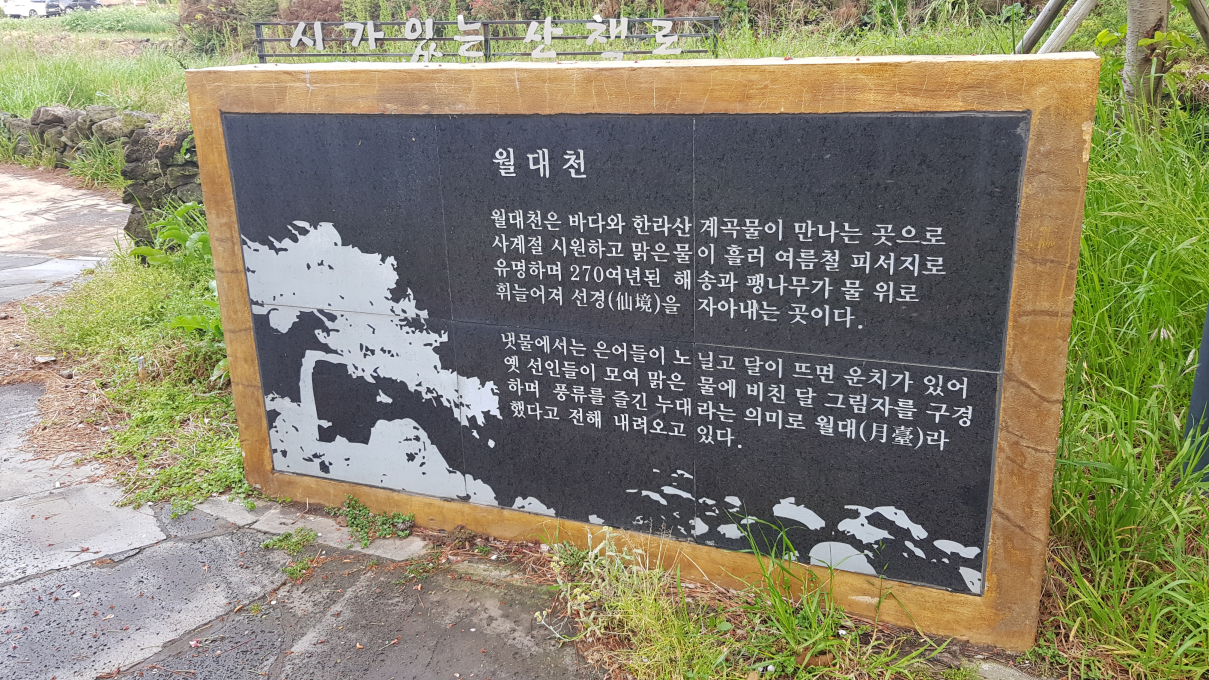 시가있는 산책로
월대천
월대천은 바다와 한라산 계곡물이 만나는 곳으로
사계절 시원하고 맑은물이 흘러 여름철 피서지로
유명하며 270여년된 해송과 팽나무가 물 위로
휘늘어져 선경(仙境)을 자아내는 곳이다.
냇물에서는 은어들이 노닐고 달이 뜨면 운치가 있어
옛 선인들이 모여 맑은 물에 비친 달 그림자를 구경
하며 풍류를 즐긴 누대라는 의미로 월대(月臺)라
했다고 전해 내려오고 있다.